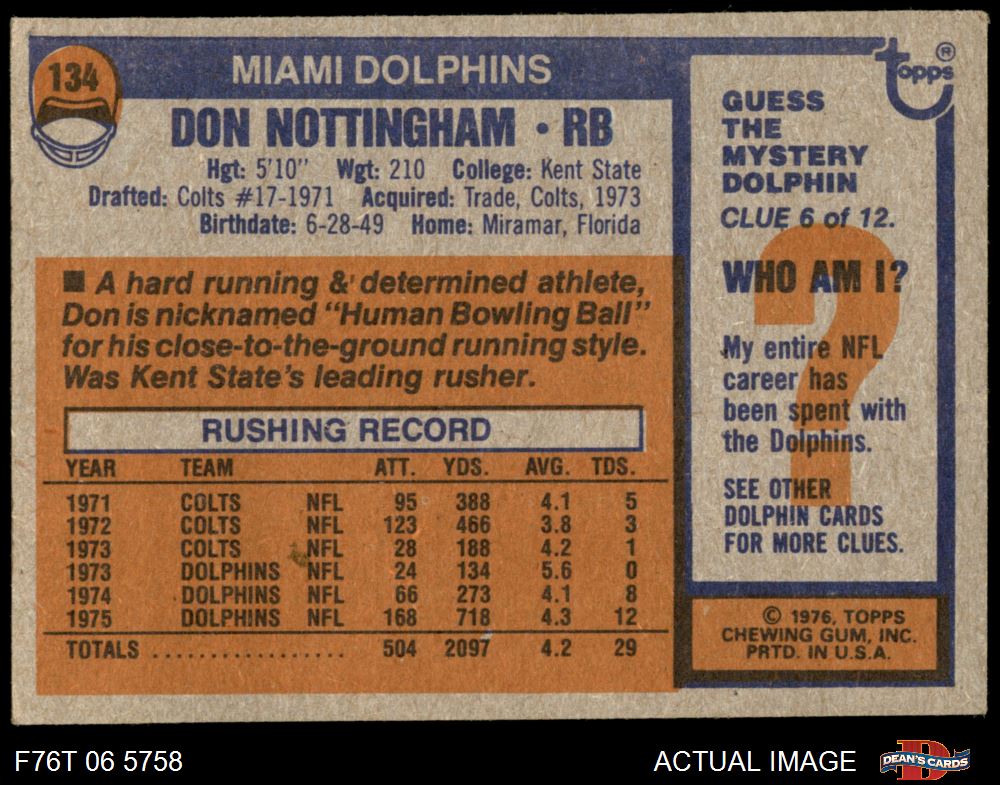 134
MIAMI DOLPHINS
DON NOTTINGHAM • RB
Hgt: 5'10" Wgt: 210 College: Kent State
Drafted: Colts #17-1971 Acquired: Trade, Colts, 1973
Birthdate: 6-28-49 Home: Miramar, Florida
■ A hard running & determined athlete,
Don is nicknamed "Human Bowling Ball"
for his close-to-the-ground running style.
Was Kent State's leading rusher.
RUSHING RECORD
YEAR TEAM ATT. YDS. AVG. TDS.
1971 COLTS NFL 95 388 4.1 5
1972 COLTS NFL 123 466 3.8 3
1973 COLTS NFL 28 188 4.2 1
1973 DOLPHINS NFL 24 134 5.6 0
1974 DOLPHINS NFL 66 273 4.1 8
1975 DOLPHINS NFL 168 718 4.3 12
TOTALS ................. 504 2097 4.2 29
Topps®
GUESS
THE
MYSTERY
DOLPHIN
CLUE 6 of 12.
WHO AM I?
?
My entire NFL
career has
been spent with
the Dolphins.
SEE OTHER
DOLPHIN CARDS
FOR MORE CLUES.
© 1976, TOPPS
CHEWING GUM, INC.
PRTD. IN U.S.A.
F76T 06 5758
ACTUAL IMAGE
D
DEAN'S CARDS